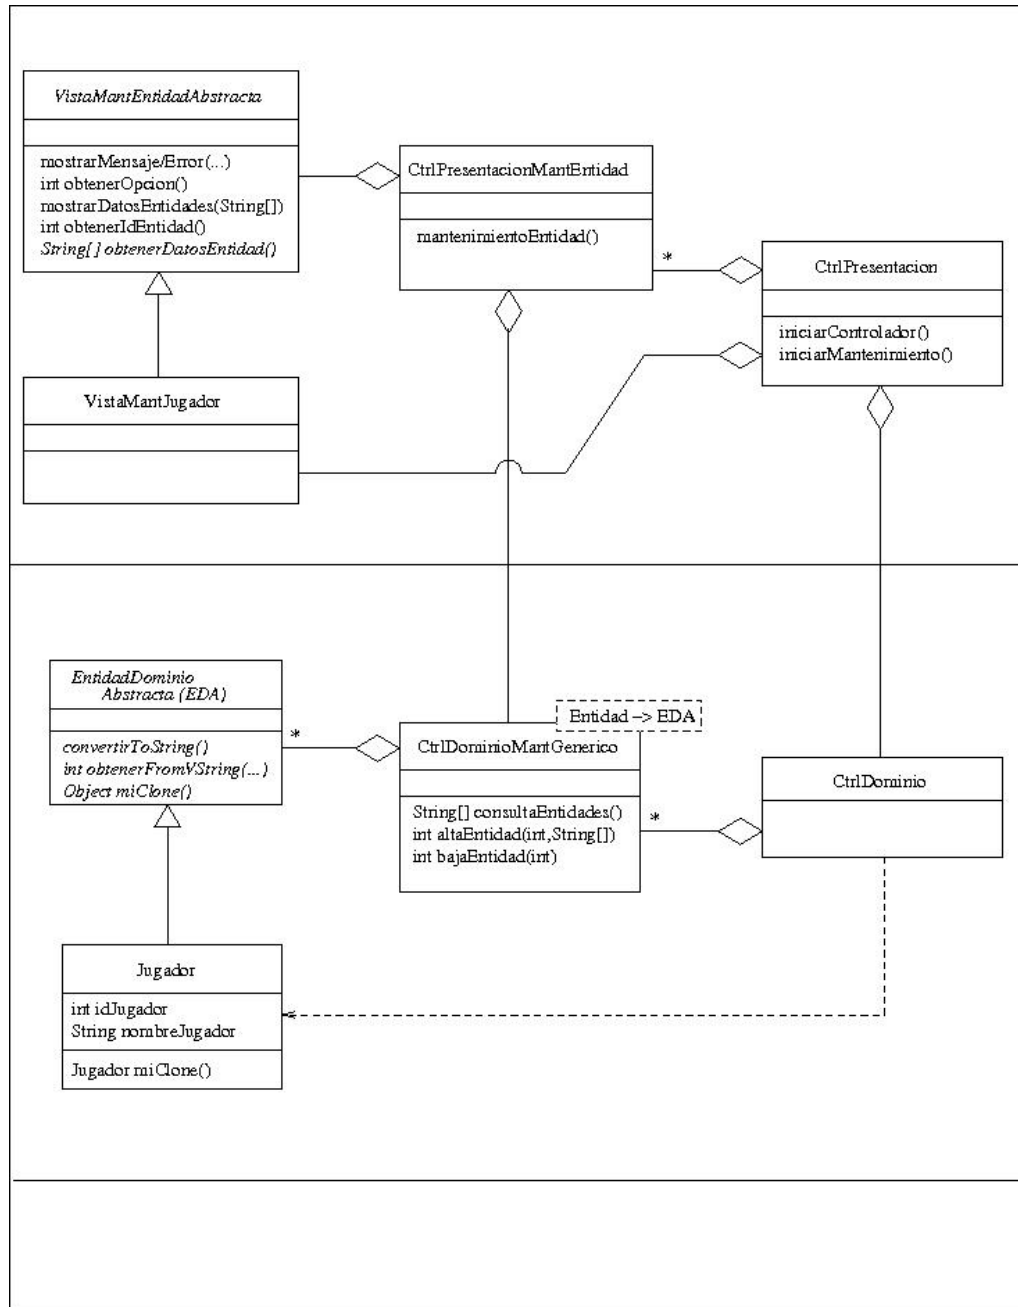 VistaMantEntidadAbstracta
mostrarMensaje/Error(...)
int obtenerOpcion()
mostrarDatosEntidades(String[])
int obtenerIdEntidad()
String[] obtenerDatosEntidad()
CtrlPresentacionMantEntidad
mantenimientoEntidad()
*
CtrlPresentacion
iniciarControlador()
iniciarMantenimiento()
VistaMantJugador
EntidadDominio
Abstracta (EDA)
convertirToString()
int obtenerFromVString(...)
Object miClone()
*
Entidad -> EDA
CtrlDominioMantGenerico
String[] consultaEntidades()
int altaEntidad(int,String[])
int bajaEntidad(int)
*
CtrlDominio
Jugador
int idJugador
String nombreJugador
Jugador miClone()